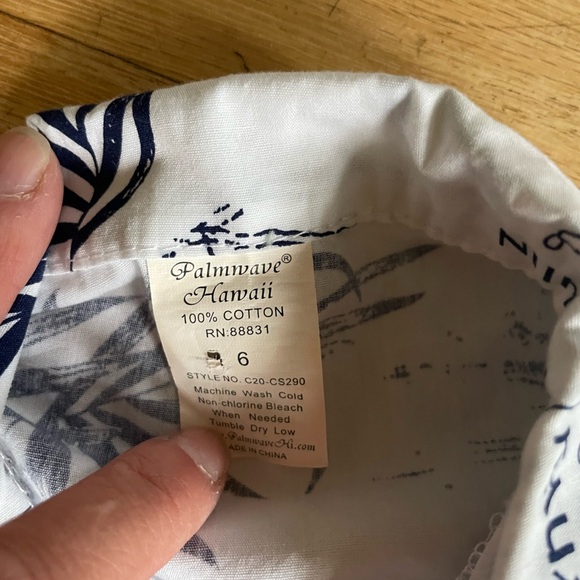 Palmwave®
Hawaii
100% COTTON
RN:88831
6
STYLE NO. C20-CS290
Machine Wash Cold
Non-chlorine Bleach
When Needed
Tumble Dry Low
PalmwaveHi.com
MADE IN CHINA